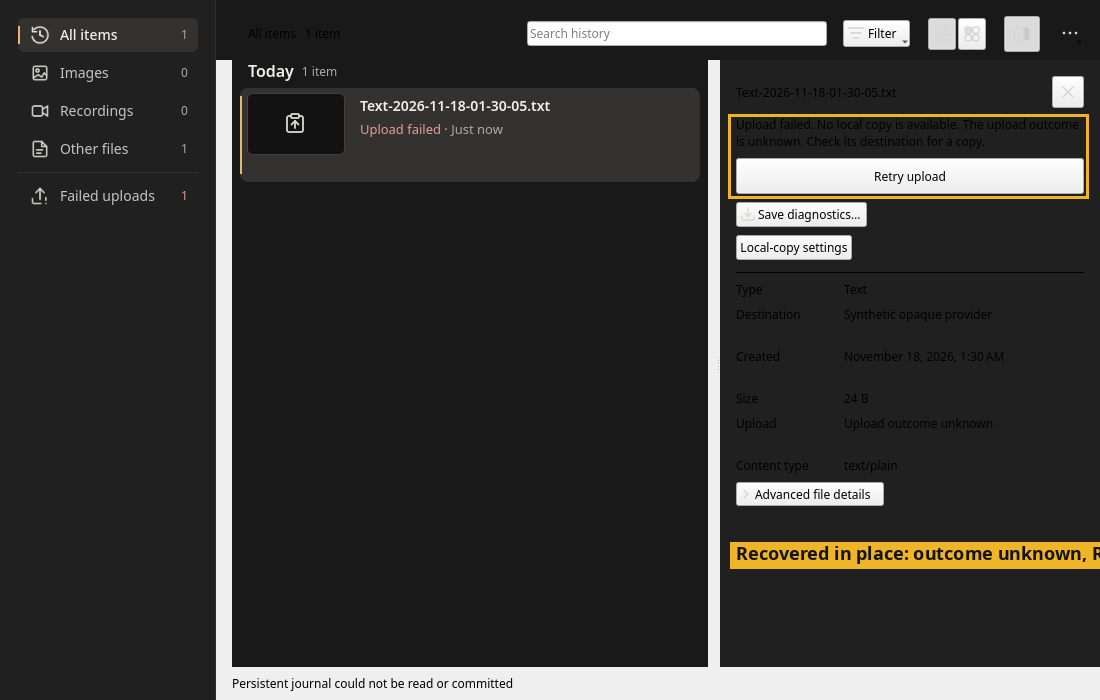 All items 1
Images 0
Recordings 0
Other files 1
Failed uploads 1
All items 1 item
Search history
Filter
Today 1 item
Text-2026-11-18-01-30-05.txt
Upload failed · Just now
Text-2026-11-18-01-30-05.txt
Upload failed. No local copy is available. The upload outcome
is unknown. Check its destination for a copy.
Retry upload
Save diagnostics...
Local-copy settings
Type Text
Destination Synthetic opaque provider
Created November 18, 2026, 1:30 AM
Size 24 B
Upload Upload outcome unknown
Content type text/plain
Advanced file details
Recovered in place: outcome unknown, R
Persistent journal could not be read or committed